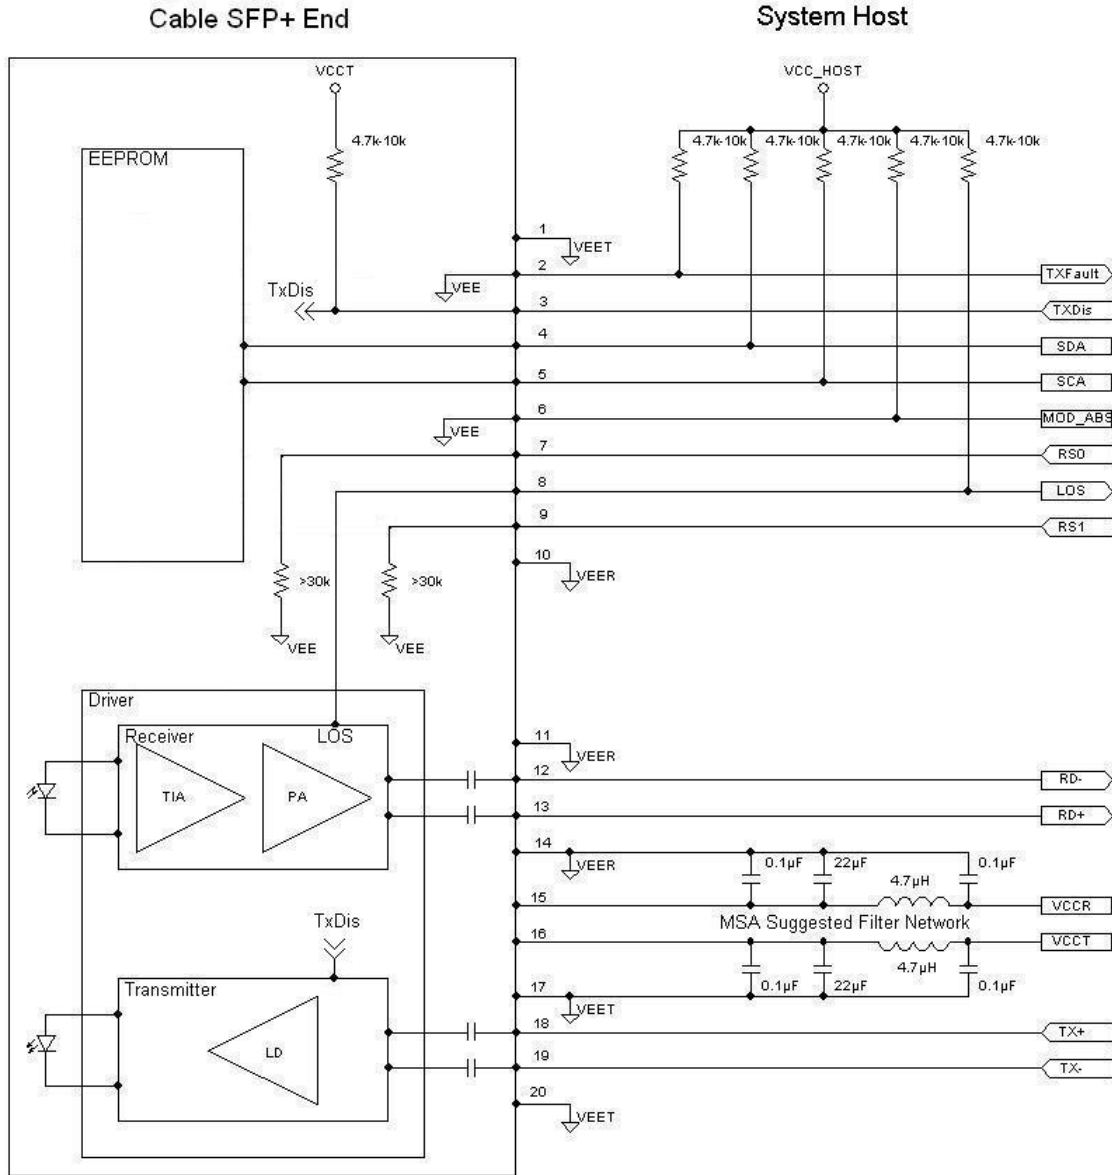 Cable SFP+ End
System Host
VCCT
VCC_HOST
4.7k-10k
4.7k-10k
4.7k-10k
4.7k-10k
4.7k-10k
4.7k-10k
EEPROM
1
VEET
2
VEE
TXFault
TxDis
3
TXDis
4
SDA
5
SCA
6
VEE
MOD_ABS
7
RS0
8
LOS
9
RS1
10
VEER
>30k
>30k
VEE
VEE
Driver
Receiver
LOS
TIA
PA
11
VEER
12
RD-
13
RD+
14
VEER
0.1µF
22µF
0.1µF
4.7µH
15
VCCR
MSA Suggested Filter Network
16
VCCT
4.7µH
0.1µF
22µF
0.1µF
TxDis
Transmitter
LD
17
VEET
18
TX+
19
TX-
20
VEET